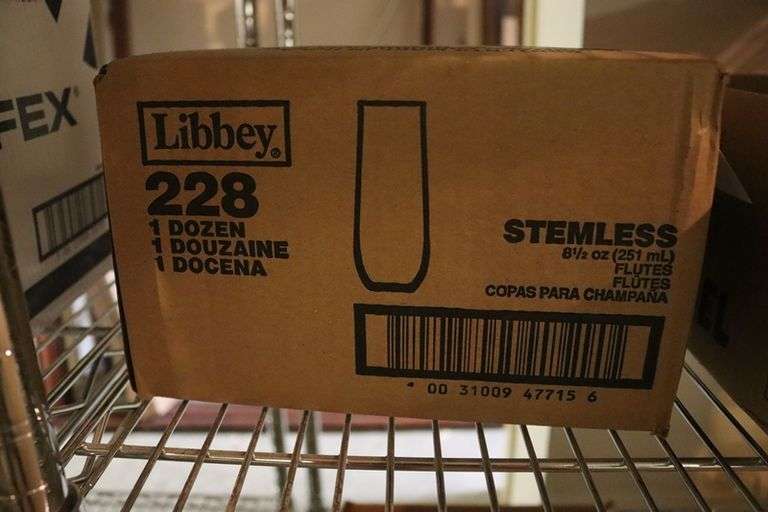 FEX®
Libbey®
228
1 DOZEN
1 DOUZAINE
1 DOCENA
STEMLESS
8½ oz (251 mL)
FLUTES
FLÛTES
COPAS PARA CHAMPAÑA
00 31009 47715 6